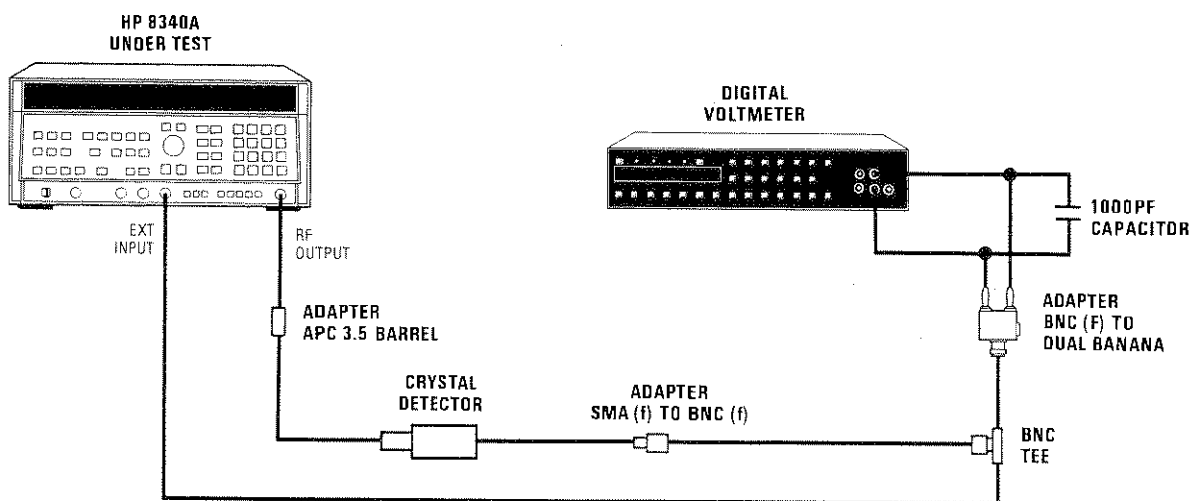 HP 8340A
UNDER TEST
DIGITAL
VOLTMETER
1000PF
CAPACITOR
EXT
INPUT
RF
OUTPUT
ADAPTER
APC 3.5 BARREL
ADAPTER
BNC (F) TO
DUAL BANANA
CRYSTAL
DETECTOR
ADAPTER
SMA (f) TO BNC (f)
BNC
TEE